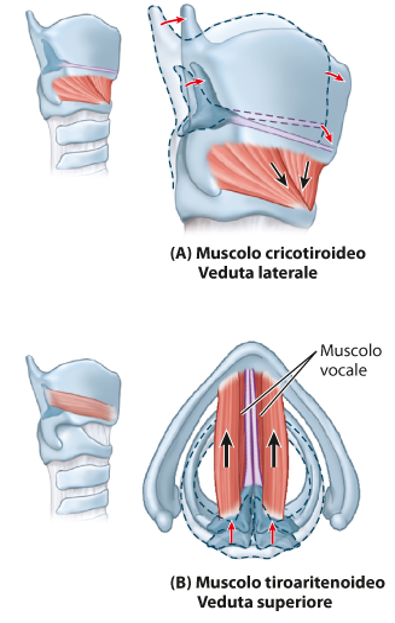 (A) Muscolo cricotiroideo
Veduta laterale
Muscolo
vocale
(B) Muscolo tiroaritenoideo
Veduta superiore